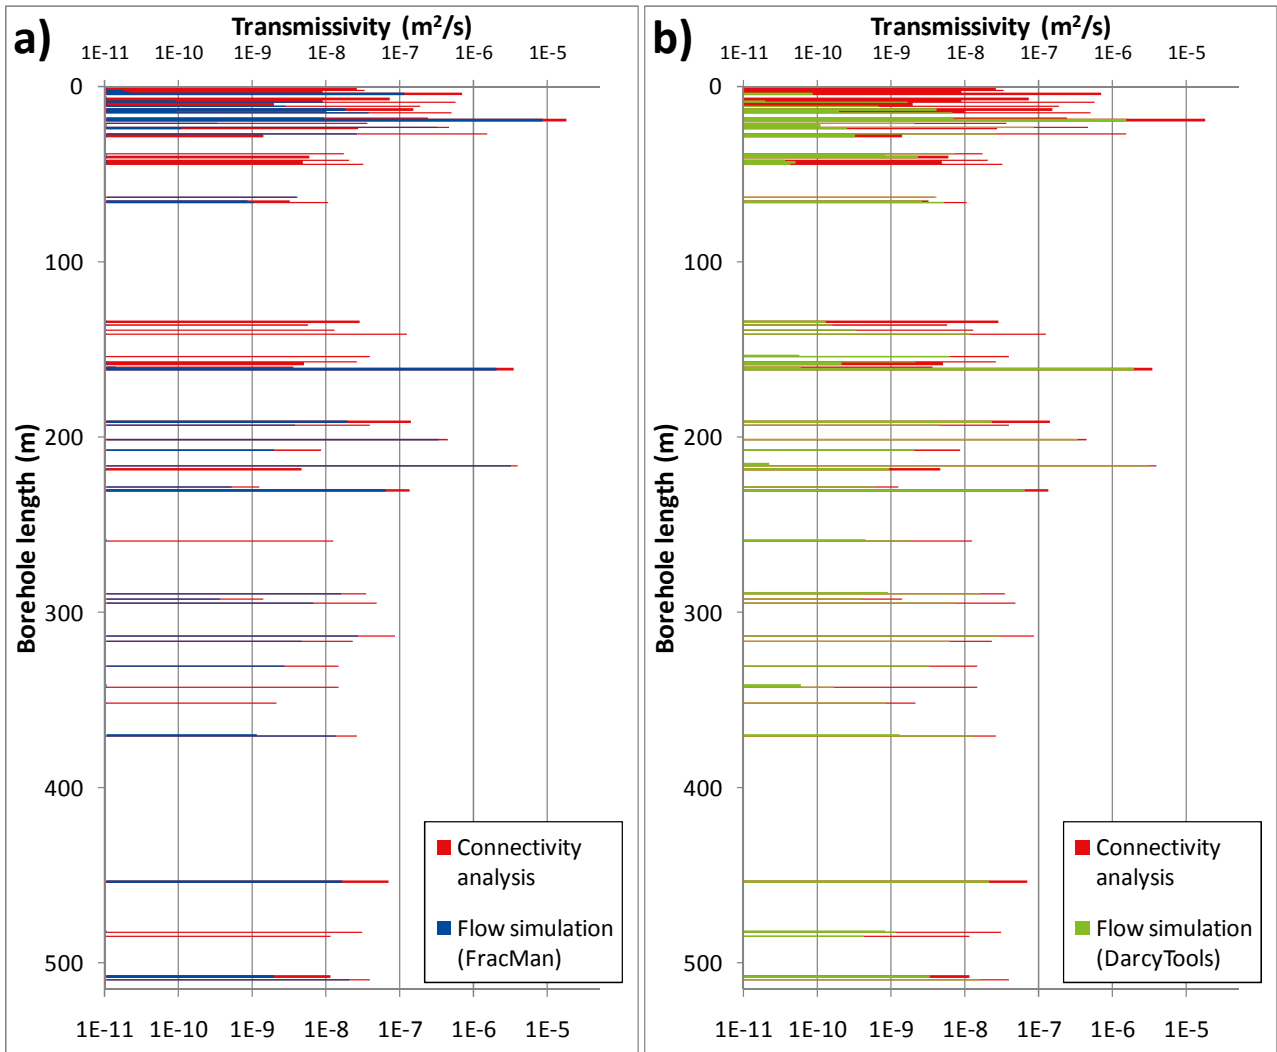 a)
Transmissivity (m²/s)
1E-11 1E-10 1E-9 1E-8 1E-7 1E-6 1E-5
0
100
200
300
400
500
Borehole length (m)
Connectivity
analysis
Flow simulation
(FracMan)
1E-11 1E-10 1E-9 1E-8 1E-7 1E-6 1E-5
b)
Transmissivity (m²/s)
1E-11 1E-10 1E-9 1E-8 1E-7 1E-6 1E-5
0
100
200
300
400
500
Borehole length (m)
Connectivity
analysis
Flow simulation
(DarcyTools)
1E-11 1E-10 1E-9 1E-8 1E-7 1E-6 1E-5